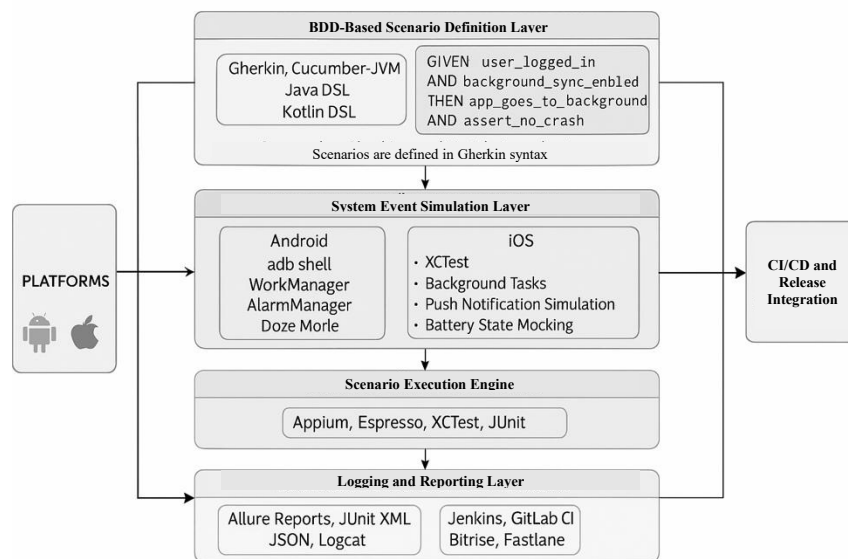 BDD-Based Scenario Definition Layer
Gherkin, Cucumber-JVM
Java DSL
Kotlin DSL
GIVEN user_logged_in
AND background_sync_enbled
THEN app_goes_to_background
AND assert_no_crash
Scenarios are defined in Gherkin syntax
PLATFORMS
System Event Simulation Layer
Android
adb shell
WorkManager
AlarmManager
Doze Morle
iOS
• XCTest
• Background Tasks
• Push Notification Simulation
• Battery State Mocking
CI/CD and
Release
Integration
Scenario Execution Engine
Appium, Espresso, XCTest, JUnit
Logging and Reporting Layer
Allure Reports, JUnit XML
JSON, Logcat
Jenkins, GitLab CI
Bitrise, Fastlane